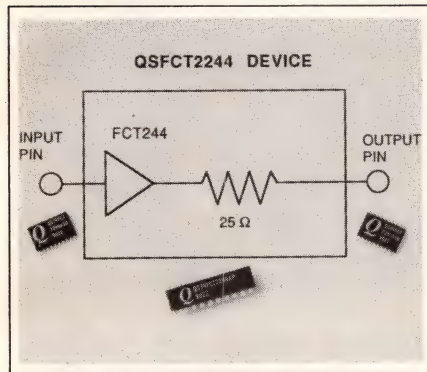 QSFCT2244 DEVICE
INPUT
PIN
FCT244
OUTPUT
PIN
25 Ω
Q
Q
Q